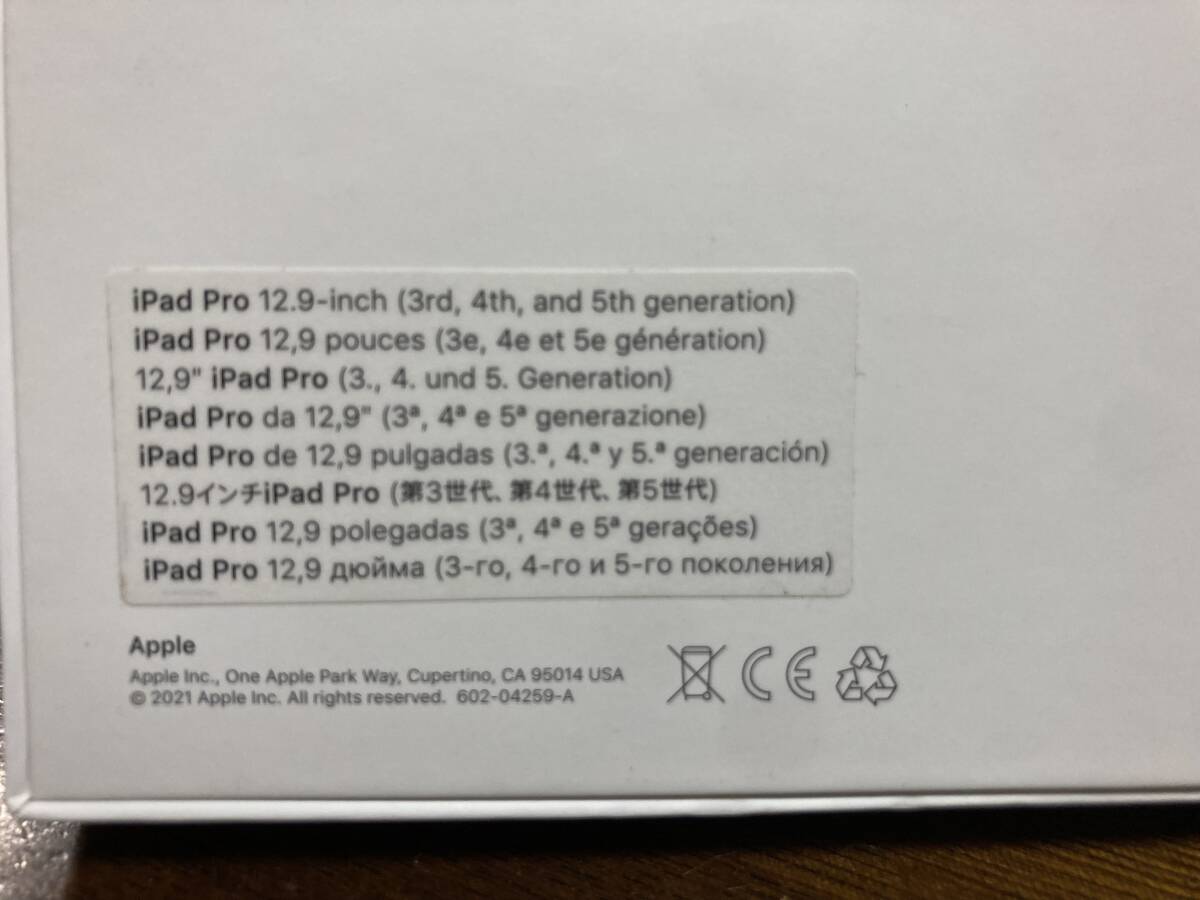 iPad Pro 12.9-inch (3rd, 4th, and 5th generation)
iPad Pro 12,9 pouces (3e, 4e et 5e génération)
12,9" iPad Pro (3., 4. und 5. Generation)
iPad Pro da 12,9" (3ª, 4ª e 5ª generazione)
iPad Pro de 12,9 pulgadas (3.ª, 4.ª y 5.ª generación)
12.9インチiPad Pro (第3世代、第4世代、第5世代)
iPad Pro 12,9 polegadas (3ª, 4ª e 5ª gerações)
iPad Pro 12,9 дюйма (3-го, 4-го и 5-го поколения)
Apple
Apple Inc., One Apple Park Way, Cupertino, CA 95014 USA
© 2021 Apple Inc. All rights reserved. 602-04259-A
CE